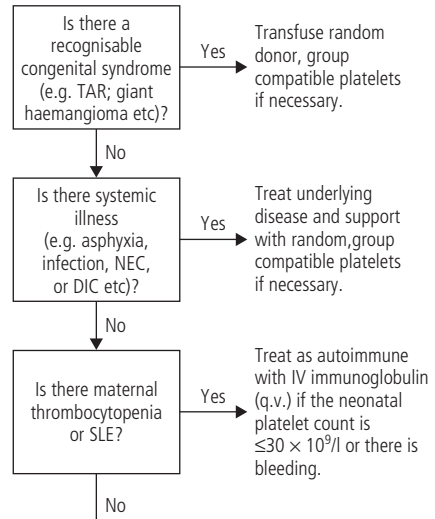 Is there a
recognisable
congenital syndrome
(e.g. TAR; giant
haemangioma etc)?
Yes
Transfuse random
donor, group
compatible platelets
if necessary.
No
Is there systemic
illness
(e.g. asphyxia,
infection, NEC,
or DIC etc)?
Yes
Treat underlying
disease and support
with random,group
compatible platelets
if necessary.
No
Is there maternal
thrombocytopenia
or SLE?
Yes
Treat as autoimmune
with IV immunoglobulin
(q.v.) if the neonatal
platelet count is
≤30 × 10⁹/l or there is
bleeding.
No